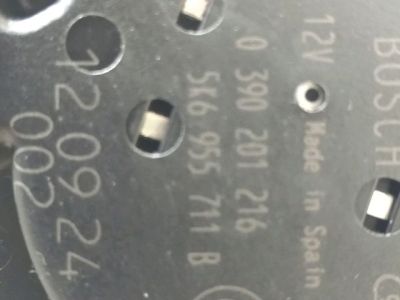 BOSCH
12V Made in Spain
0 390 201 216
5K6 955 711 B
12.09.24
002